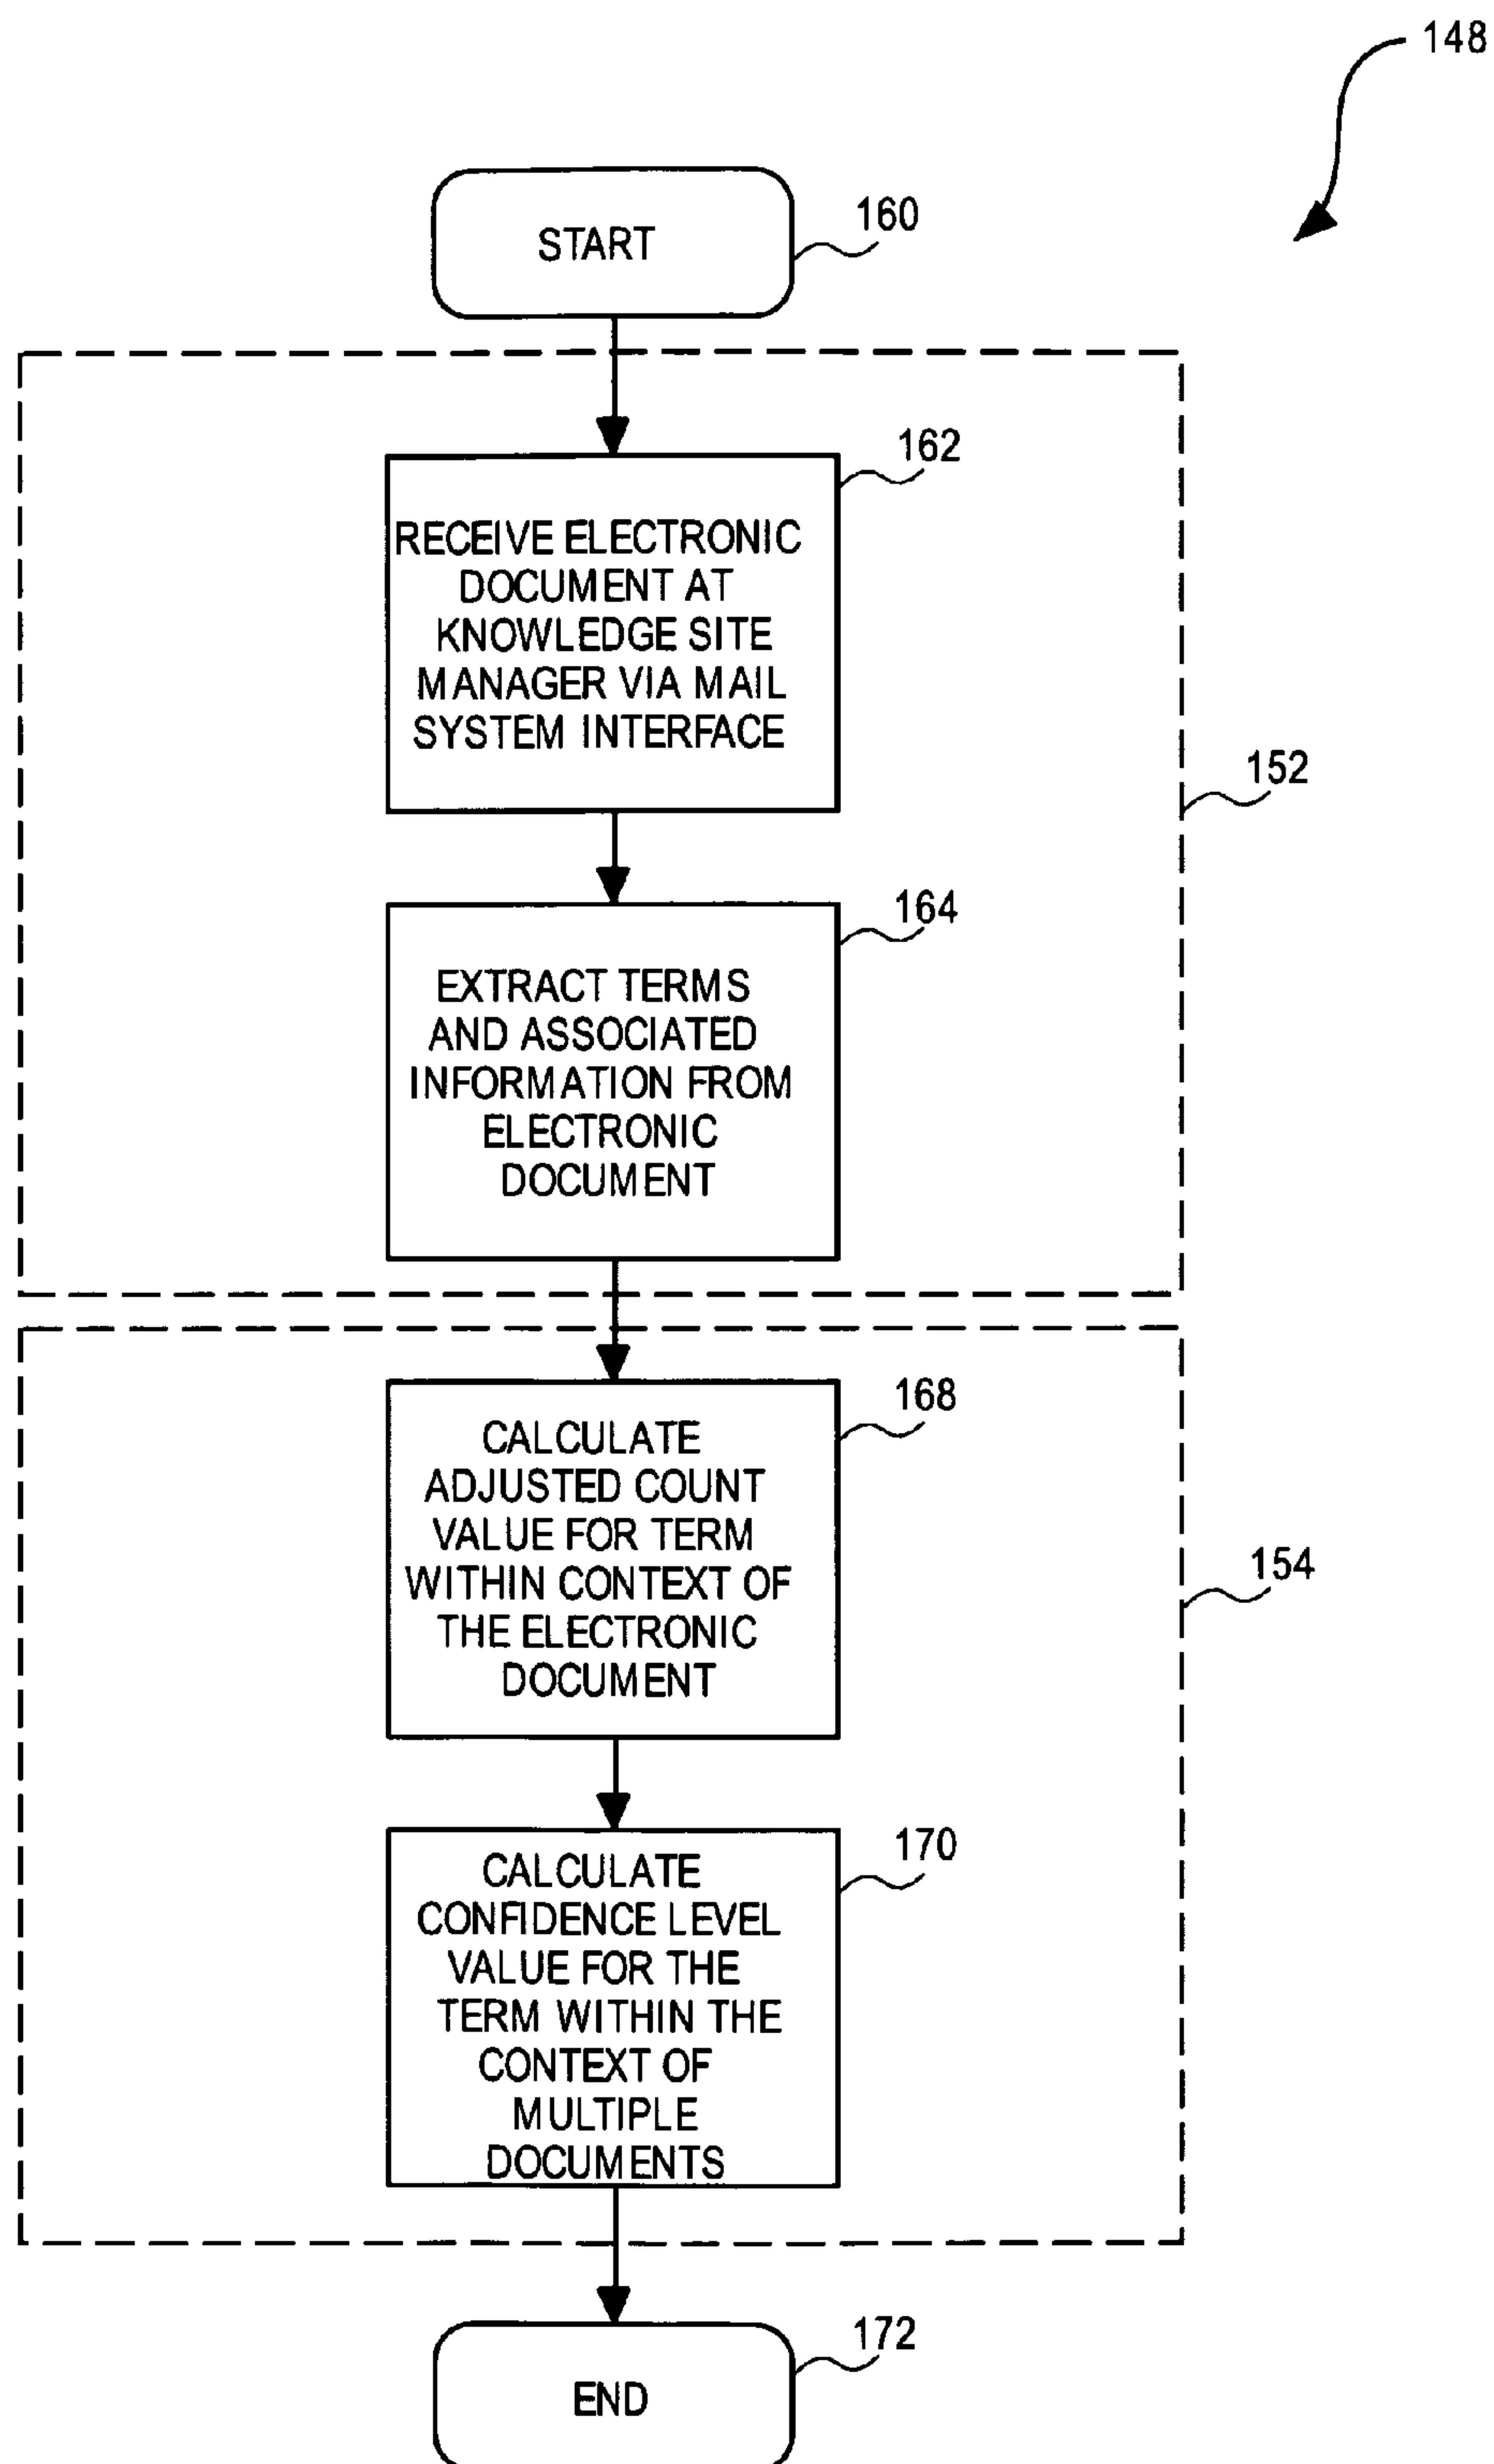 148
START
160
162
RECEIVE ELECTRONIC
DOCUMENT AT
KNOWLEDGE SITE
MANAGER VIA MAIL
SYSTEM INTERFACE
152
164
EXTRACT TERMS
AND ASSOCIATED
INFORMATION FROM
ELECTRONIC
DOCUMENT
168
CALCULATE
ADJUSTED COUNT
VALUE FOR TERM
WITHIN CONTEXT OF
THE ELECTRONIC
DOCUMENT
154
170
CALCULATE
CONFIDENCE LEVEL
VALUE FOR THE
TERM WITHIN THE
CONTEXT OF
MULTIPLE
DOCUMENTS
172
END